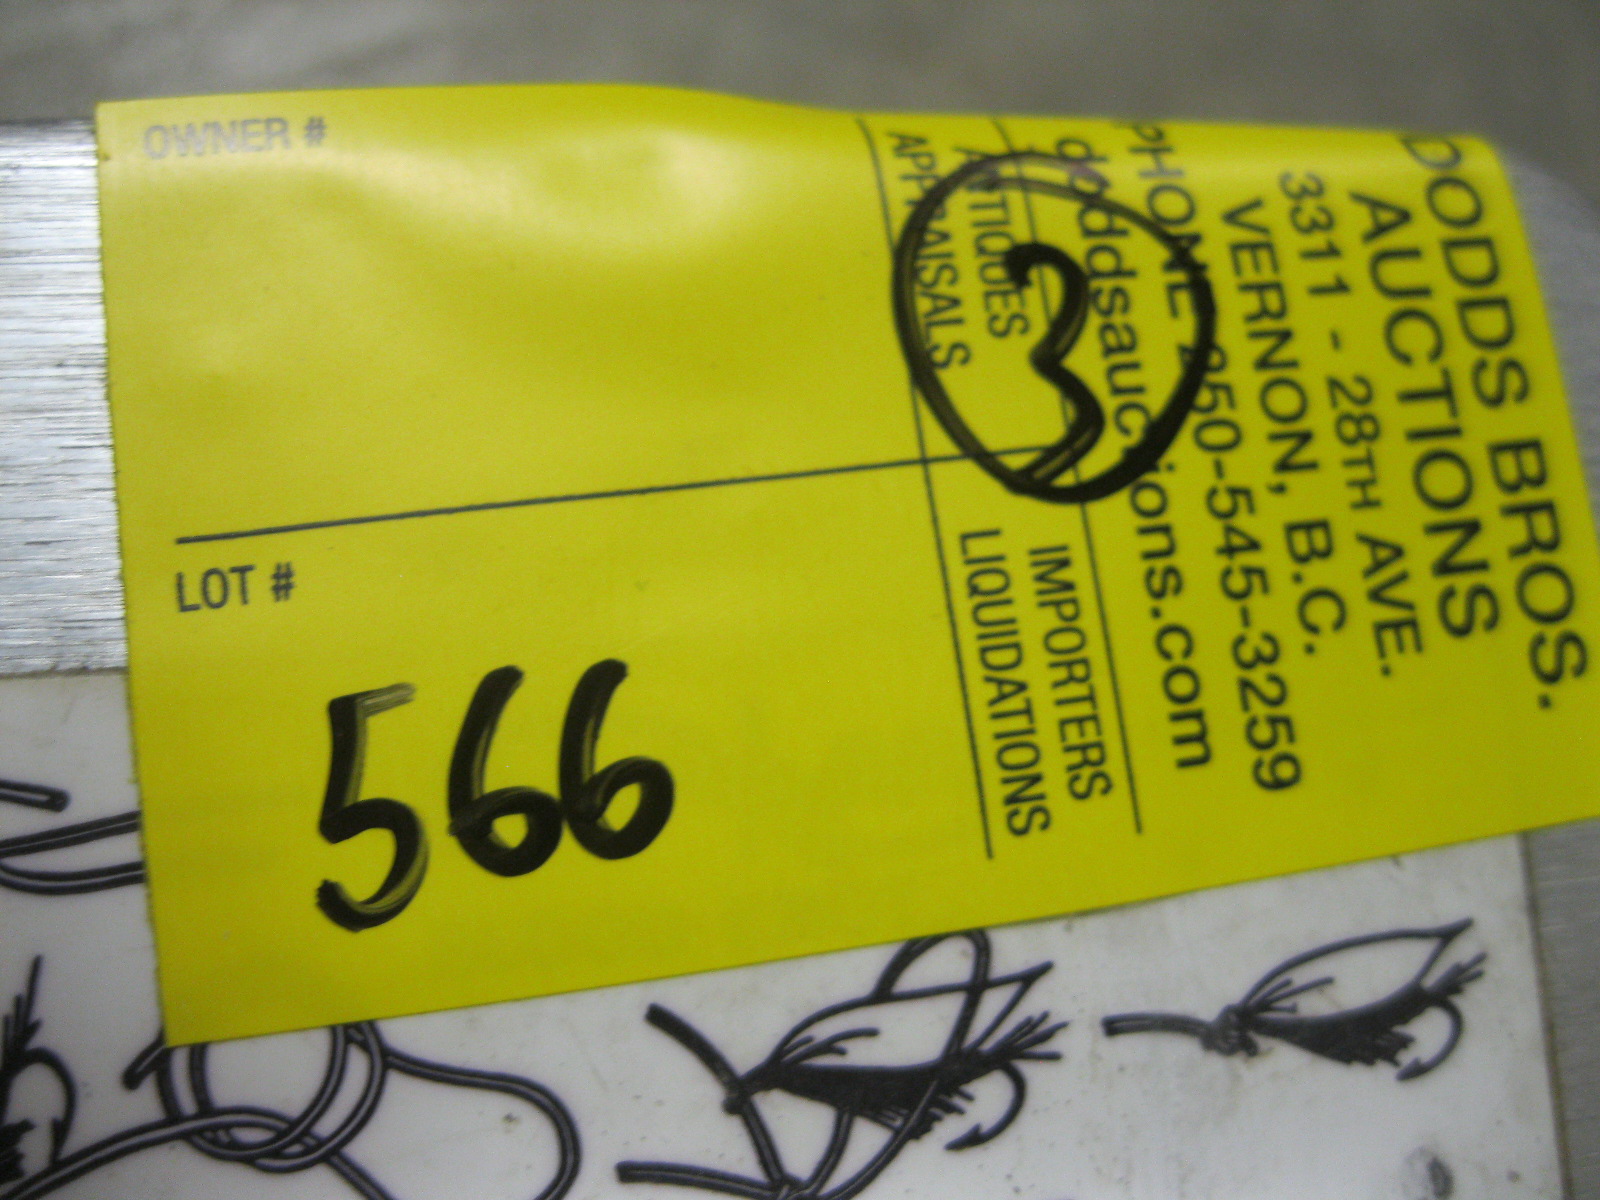 OWNER #
LOT #
566
DODDS BROS.
AUCTIONS
3311 - 28TH AVE.
VERNON, B.C.
PHONE 250-545-3259
doddsauctions.com
ANTIQUES IMPORTERS
APPRAISALS LIQUIDATIONS
3